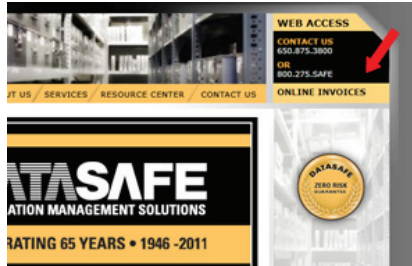 WEB ACCESS
CONTACT US
650.875.3800
OR
800.275.SAFE
UT US / SERVICES / RESOURCE CENTER / CONTACT US
ONLINE INVOICES
ATASAFE
ATION MANAGEMENT SOLUTIONS
RATING 65 YEARS • 1946 -2011
DATASAFE
ZERO RISK
GUARANTEE